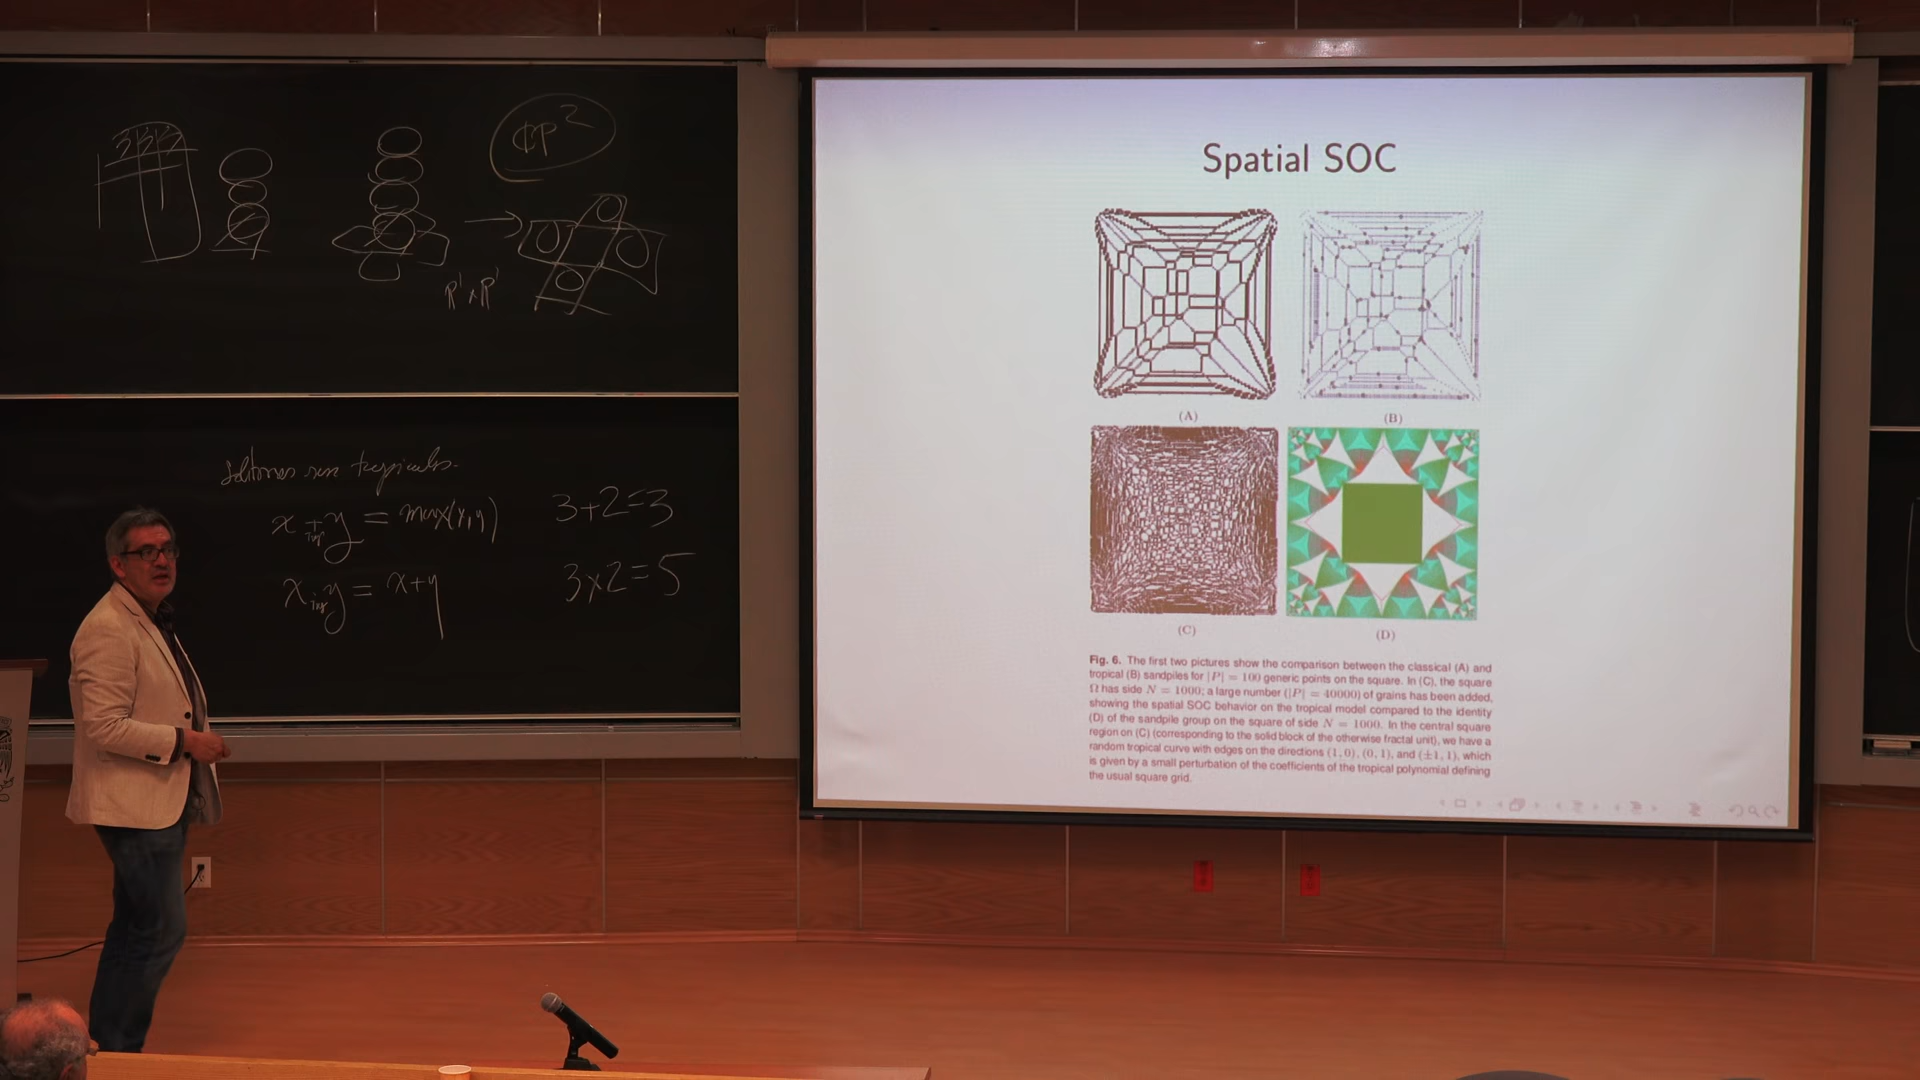 3 3 3
ℂP²
P¹ x P¹
x +ₜᵣₒₚ y = max(x,y)
3+2=3
x ·ₜᵣₒₚ y = x+y
3x2=5
Spatial SOC
(A)
(B)
(C)
(D)
Fig. 6. The first two pictures show the comparison between the classical (A) and
tropical (B) sandpiles for |P| = 100 generic points on the square. In (C), the square
Ω has side N = 1000; a large number (|P| = 40000) of grains has been added,
showing the spatial SOC behavior on the tropical model compared to the identity
(D) of the sandpile group on the square of side N = 1000. In the central square
region on (C) (corresponding to the solid block of the otherwise fractal unit), we have a
random tropical curve with edges on the directions (1, 0), (0, 1), and (±1, 1), which
is given by a small perturbation of the coefficients of the tropical polynomial defining
the usual square grid.